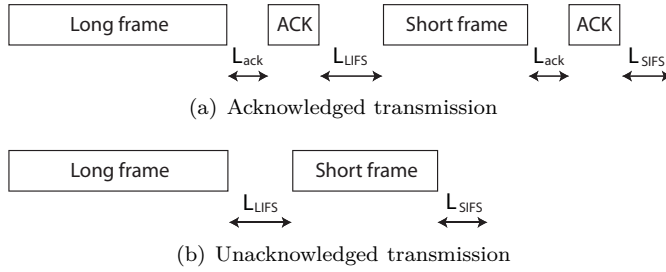 Long frame ACK Short frame ACK
L_ack L_LIFS L_ack L_SIFS
(a) Acknowledged transmission
Long frame Short frame
L_LIFS L_SIFS
(b) Unacknowledged transmission